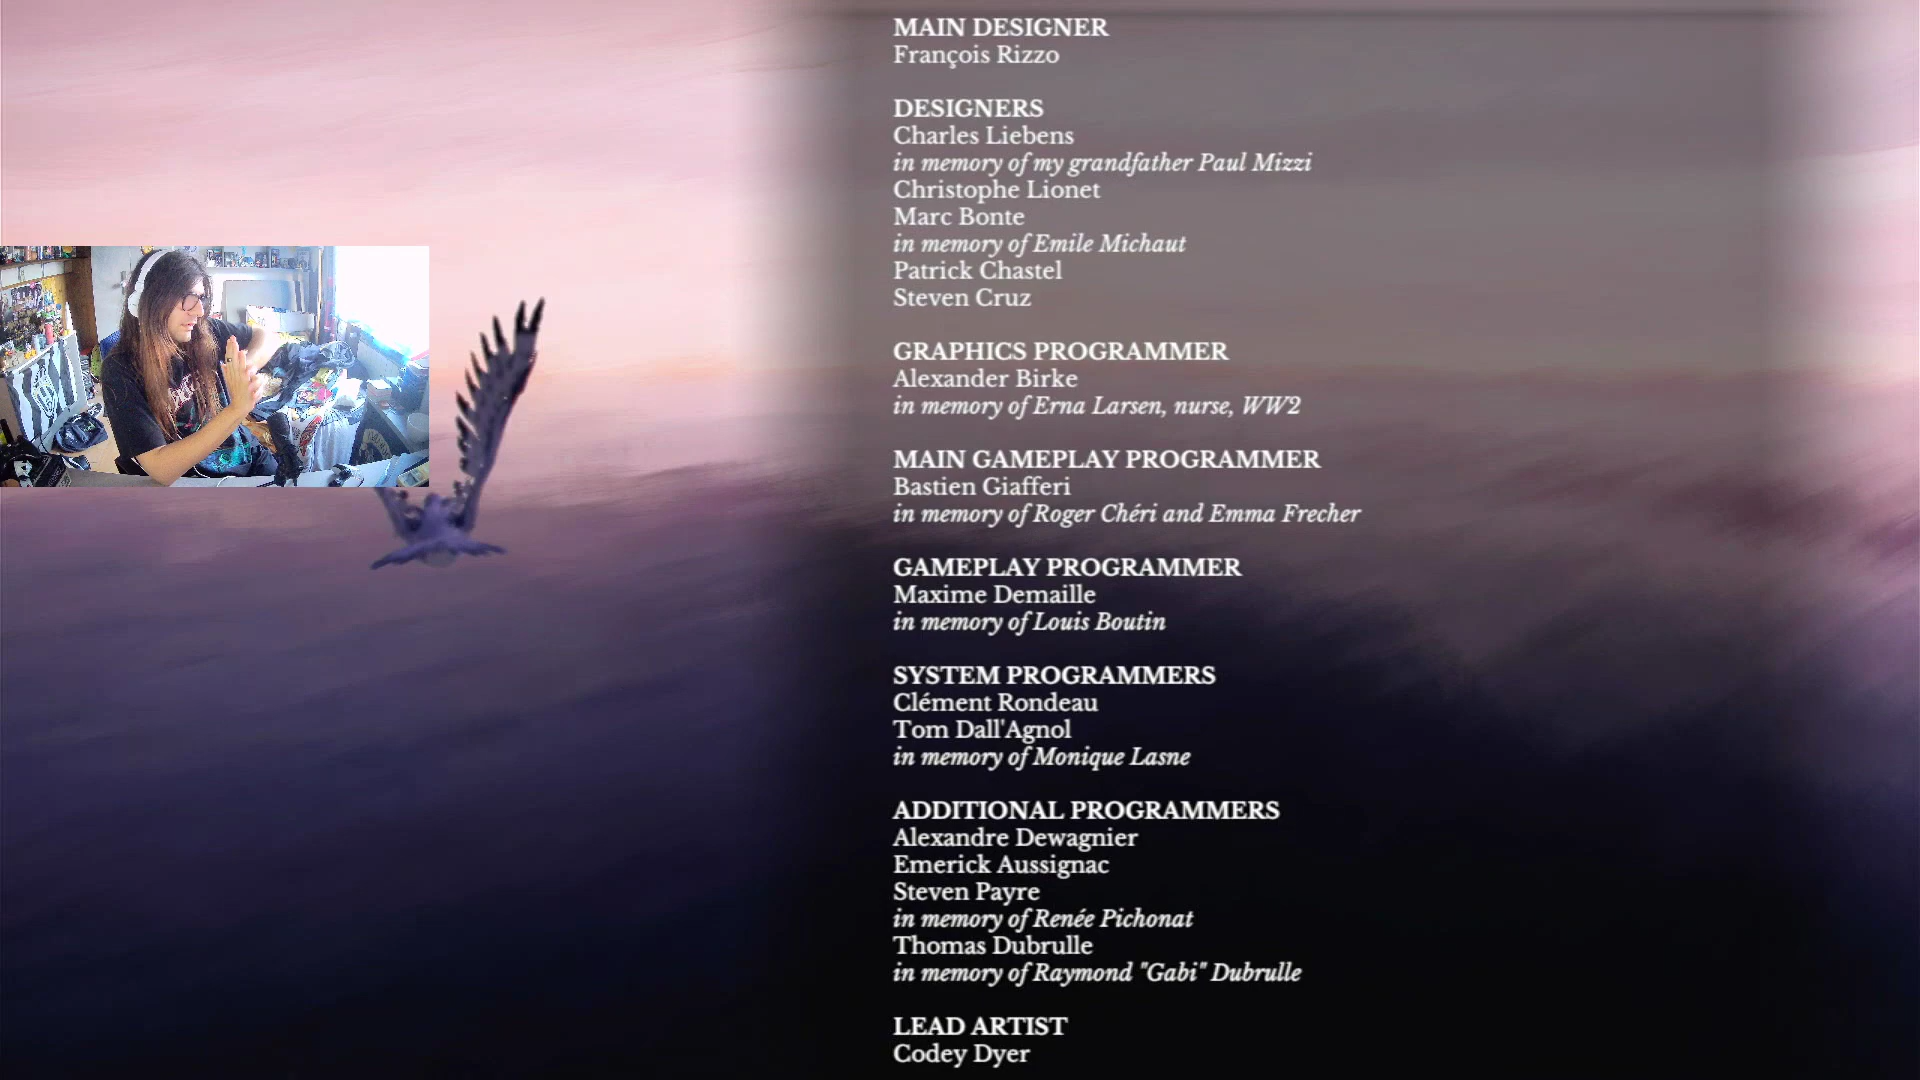 MAIN DESIGNER
François Rizzo
DESIGNERS
Charles Liebens
in memory of my grandfather Paul Mizzi
Christophe Lionet
Marc Bonte
in memory of Emile Michaut
Patrick Chastel
Steven Cruz
GRAPHICS PROGRAMMER
Alexander Birke
in memory of Erna Larsen, nurse, WW2
MAIN GAMEPLAY PROGRAMMER
Bastien Giafferi
in memory of Roger Chéri and Emma Frecher
GAMEPLAY PROGRAMMER
Maxime Demaille
in memory of Louis Boutin
SYSTEM PROGRAMMERS
Clément Rondeau
Tom Dall'Agnol
in memory of Monique Lasne
ADDITIONAL PROGRAMMERS
Alexandre Dewagnier
Emerick Aussignac
Steven Payre
in memory of Renée Pichonat
Thomas Dubrulle
in memory of Raymond "Gabi" Dubrulle
LEAD ARTIST
Codey Dyer